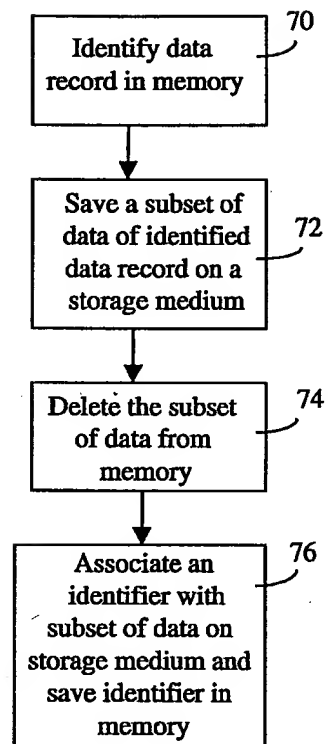 Identify data
record in memory
70
Save a subset of
data of identified
data record on a
storage medium
72
Delete the subset
of data from
memory
74
Associate an
identifier with
subset of data on
storage medium and
save identifier in
memory
76